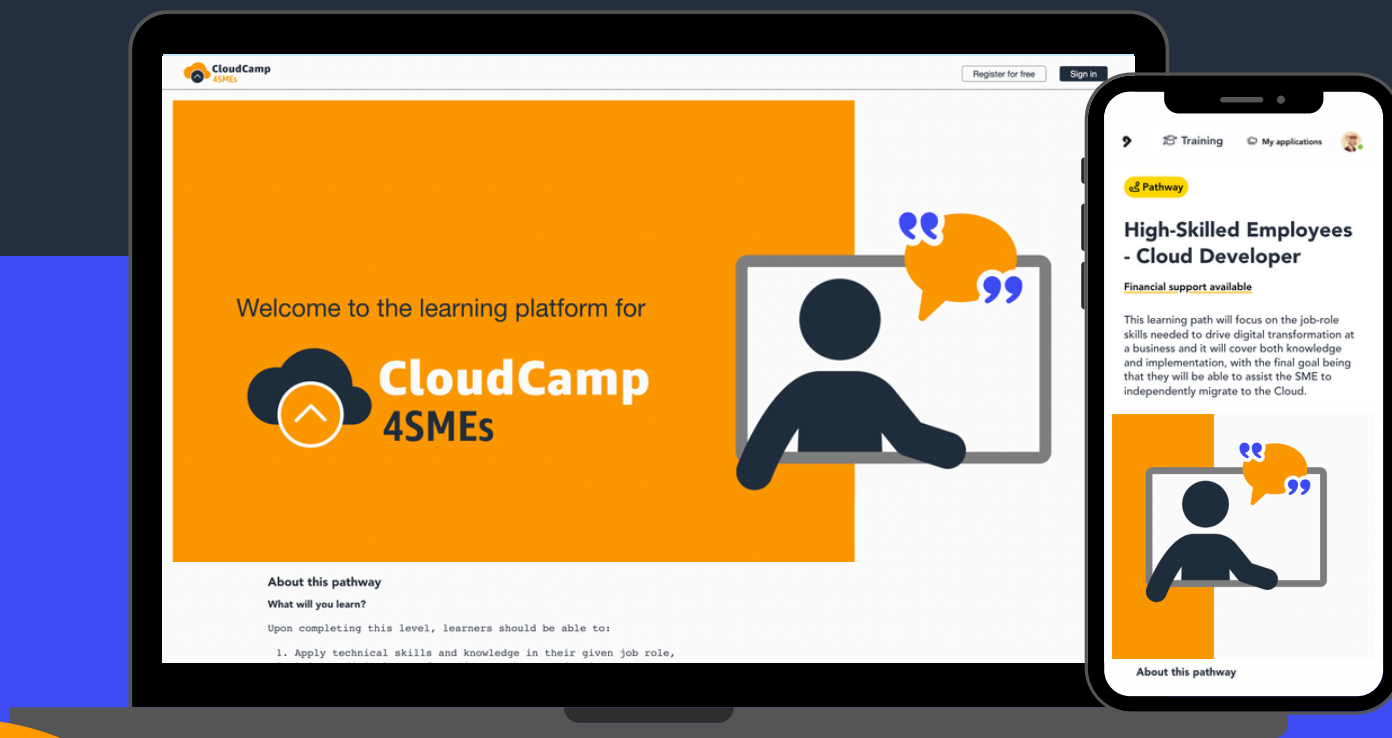 CloudCamp
4SMEs
Register for free
Sign in
Welcome to the learning platform for
CloudCamp
4SMEs
About this pathway
What will you learn?
Upon completing this level, learners should be able to:
1. Apply technical skills and knowledge in their given job role,
Training
My applications
Pathway
High-Skilled Employees
- Cloud Developer
Financial support available
This learning path will focus on the job-role
skills needed to drive digital transformation at
a business and it will cover both knowledge
and implementation, with the final goal being
that they will be able to assist the SME to
independently migrate to the Cloud.
About this pathway